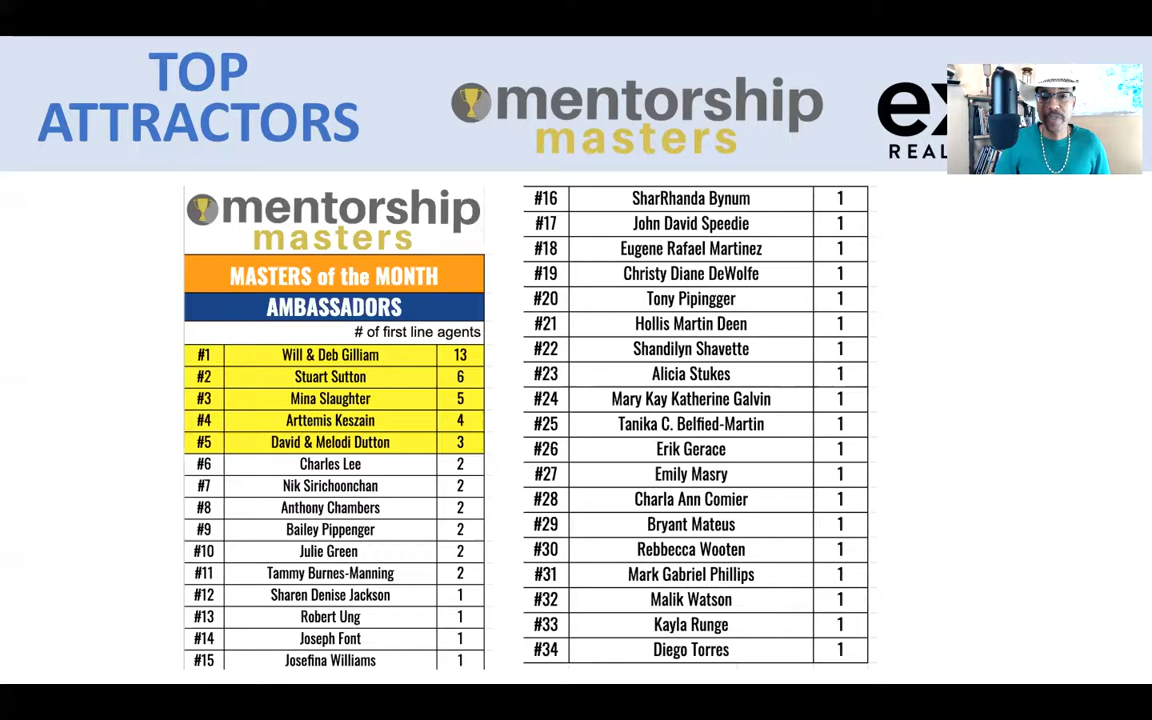 TOP
ATTRACTORS
mentorship
masters
ex
REAL
mentorship
masters
MASTERS of the MONTH
AMBASSADORS
# of first line agents
#1 Will & Deb Gilliam 13
#2 Stuart Sutton 6
#3 Mina Slaughter 5
#4 Arttemis Keszain 4
#5 David & Melodi Dutton 3
#6 Charles Lee 2
#7 Nik Sirichoonchan 2
#8 Anthony Chambers 2
#9 Bailey Pippenger 2
#10 Julie Green 2
#11 Tammy Burnes-Manning 2
#12 Sharen Denise Jackson 1
#13 Robert Ung 1
#14 Joseph Font 1
#15 Josefina Williams 1
#16 SharRhanda Bynum 1
#17 John David Speedie 1
#18 Eugene Rafael Martinez 1
#19 Christy Diane DeWolfe 1
#20 Tony Pipingger 1
#21 Hollis Martin Deen 1
#22 Shandilyn Shavette 1
#23 Alicia Stukes 1
#24 Mary Kay Katherine Galvin 1
#25 Tanika C. Belfied-Martin 1
#26 Erik Gerace 1
#27 Emily Masry 1
#28 Charla Ann Comier 1
#29 Bryant Mateus 1
#30 Rebbecca Wooten 1
#31 Mark Gabriel Phillips 1
#32 Malik Watson 1
#33 Kayla Runge 1
#34 Diego Torres 1